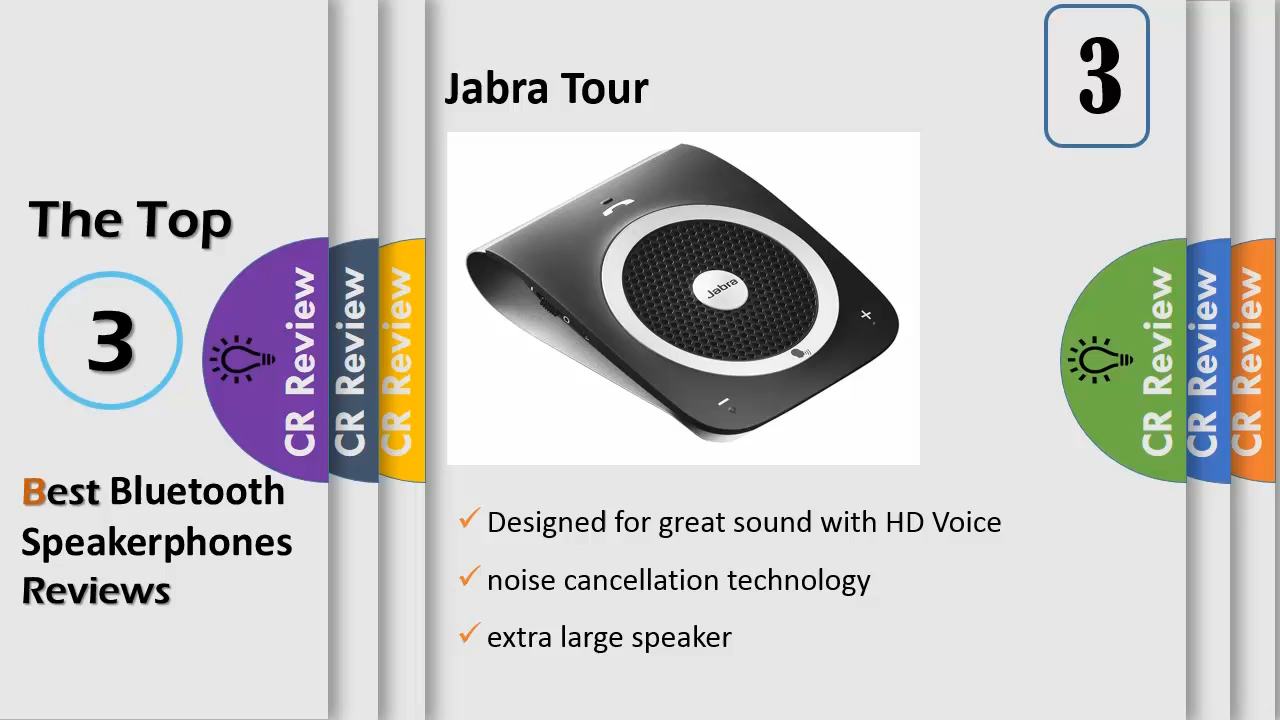 The Top
3
Best Bluetooth
Speakerphones
Reviews
CR Review
CR Review
CR Review
Jabra Tour
3
Jabra
+
−
Designed for great sound with HD Voice
noise cancellation technology
extra large speaker
CR Review
CR Review
CR Review